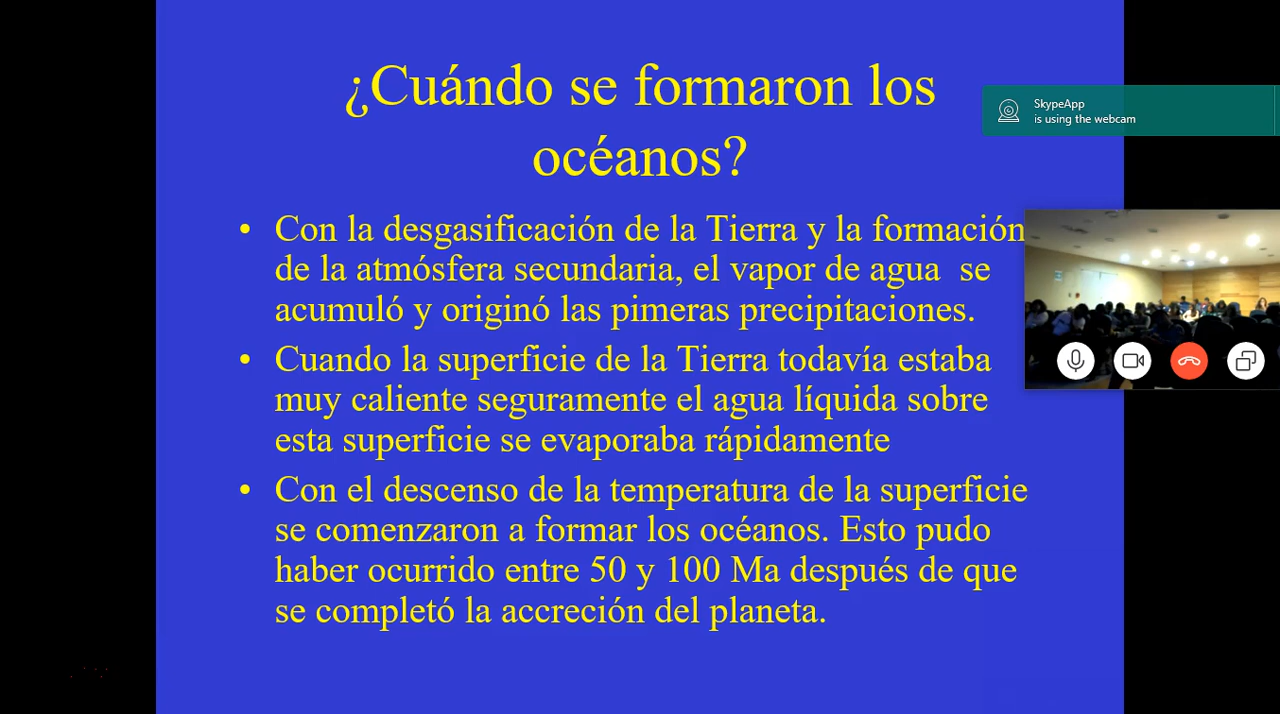 ¿Cuándo se formaron los
océanos?
• Con la desgasificación de la Tierra y la formación
de la atmósfera secundaria, el vapor de agua  se
acumuló y originó las pimeras precipitaciones.
• Cuando la superficie de la Tierra todavía estaba
muy caliente seguramente el agua líquida sobre
esta superficie se evaporaba rápidamente
• Con el descenso de la temperatura de la superficie
se comenzaron a formar los océanos. Esto pudo
haber ocurrido entre 50 y 100 Ma después de que
se completó la accreción del planeta.
SkypeApp
is using the webcam